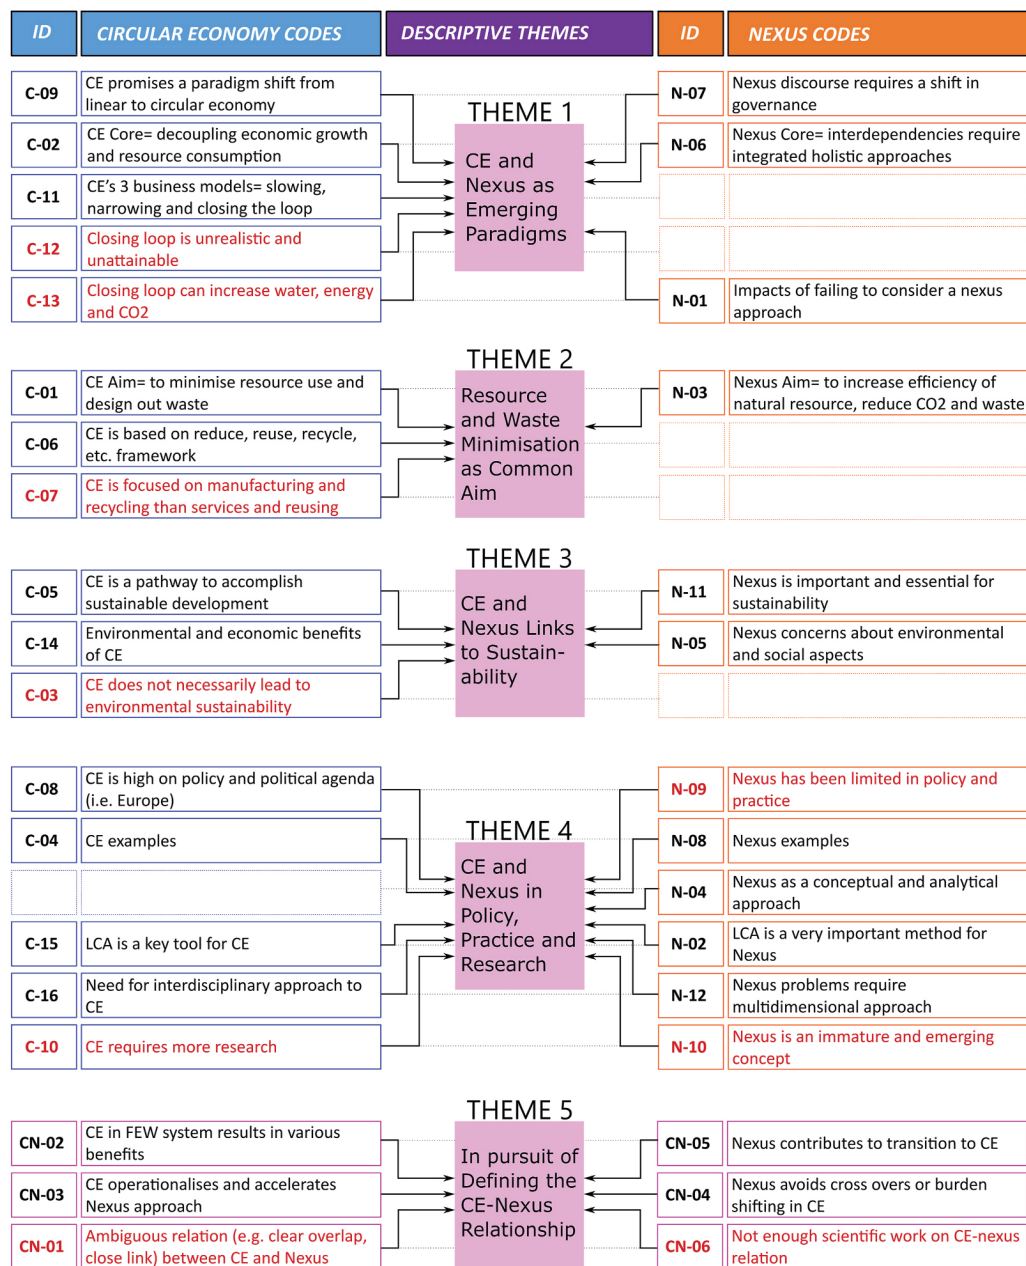 ID CIRCULAR ECONOMY CODES DESCRIPTIVE THEMES ID NEXUS CODES
THEME 1
C-09 CE promises a paradigm shift from
linear to circular economy
C-02 CE Core= decoupling economic growth
and resource consumption
C-11 CE's 3 business models= slowing,
narrowing and closing the loop
C-12 Closing loop is unrealistic and
unattainable
C-13 Closing loop can increase water, energy
and CO2
CE and
Nexus as
Emerging
Paradigms
N-07 Nexus discourse requires a shift in
governance
N-06 Nexus Core= interdependencies require
integrated holistic approaches
N-01 Impacts of failing to consider a nexus
approach
THEME 2
C-01 CE Aim= to minimise resource use and
design out waste
C-06 CE is based on reduce, reuse, recycle,
etc. framework
C-07 CE is focused on manufacturing and
recycling than services and reusing
Resource
and Waste
Minimisation
as Common
Aim
N-03 Nexus Aim= to increase efficiency of
natural resource, reduce CO2 and waste
THEME 3
C-05 CE is a pathway to accomplish
sustainable development
C-14 Environmental and economic benefits
of CE
C-03 CE does not necessarily lead to
environmental sustainability
CE and
Nexus Links
to Sustain-
ability
N-11 Nexus is important and essential for
sustainability
N-05 Nexus concerns about environmental
and social aspects
THEME 4
C-08 CE is high on policy and political agenda
(i.e. Europe)
C-04 CE examples
C-15 LCA is a key tool for CE
C-16 Need for interdisciplinary approach to
CE
C-10 CE requires more research
CE and
Nexus in
Policy,
Practice and
Research
N-09 Nexus has been limited in policy and
practice
N-08 Nexus examples
N-04 Nexus as a conceptual and analytical
approach
N-02 LCA is a very important method for
Nexus
N-12 Nexus problems require
multidimensional approach
N-10 Nexus is an immature and emerging
concept
THEME 5
CN-02 CE in FEW system results in various
benefits
CN-03 CE operationalises and accelerates
Nexus approach
CN-01 Ambiguous relation (e.g. clear overlap,
close link) between CE and Nexus
In pursuit of
Defining the
CE-Nexus
Relationship
CN-05 Nexus contributes to transition to CE
CN-04 Nexus avoids cross overs or burden
shifting in CE
CN-06 Not enough scientific work on CE-nexus
relation